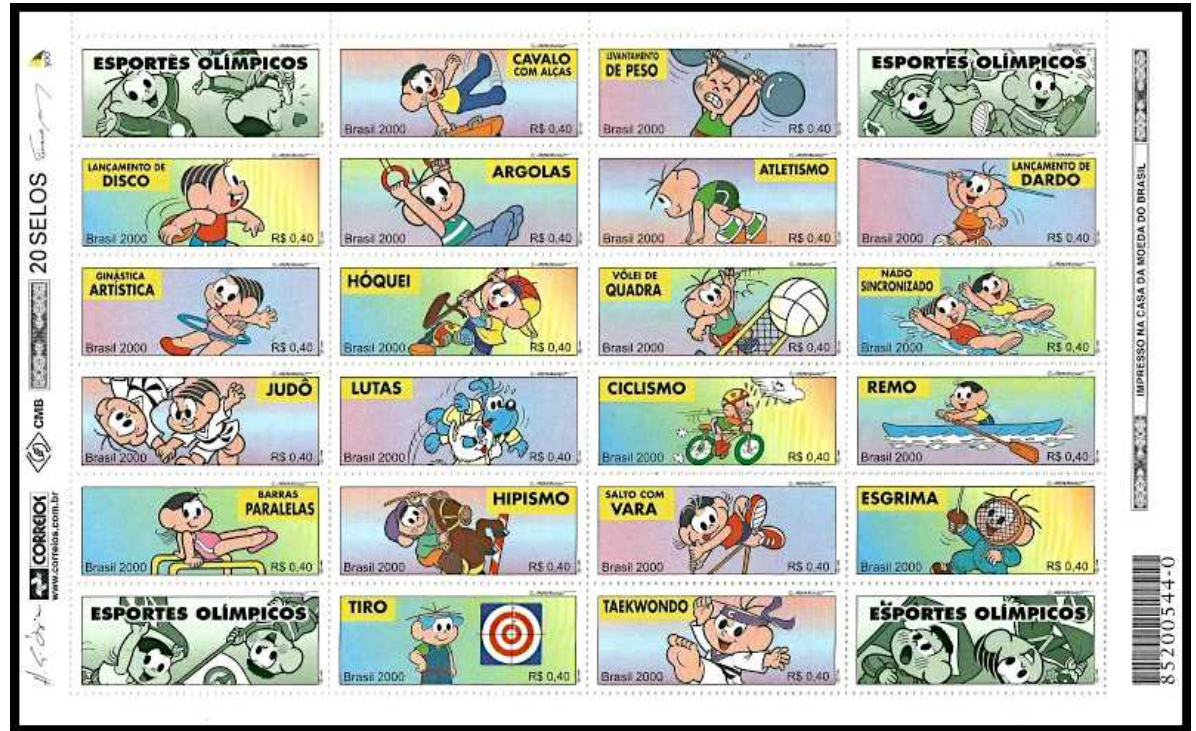 ESPORTES OLÍMPICOS
CAVALO
COM ALÇAS
Brasil 2000 R$ 0,40
LEVANTAMENTO
DE PESO
Brasil 2000 R$ 0,40
ESPORTES OLÍMPICOS
LANÇAMENTO DE
DISCO
Brasil 2000 R$ 0,40
ARGOLAS
Brasil 2000 R$ 0,40
ATLETISMO
Brasil 2000 R$ 0,40
LANÇAMENTO DE
DARDO
Brasil 2000 R$ 0,40
GINÁSTICA
ARTÍSTICA
Brasil 2000 R$ 0,40
HÓQUEI
Brasil 2000 R$ 0,40
VÔLEI DE
QUADRA
Brasil 2000 R$ 0,40
NADO
SINCRONIZADO
Brasil 2000 R$ 0,40
JUDÔ
Brasil 2000 R$ 0,40
LUTAS
Brasil 2000 R$ 0,40
CICLISMO
Brasil 2000 R$ 0,40
REMO
Brasil 2000 R$ 0,40
BARRAS
PARALELAS
Brasil 2000 R$ 0,40
HIPISMO
Brasil 2000 R$ 0,40
SALTO COM
VARA
Brasil 2000 R$ 0,40
ESGRIMA
Brasil 2000 R$ 0,40
ESPORTES OLÍMPICOS
TIRO
Brasil 2000 R$ 0,40
TAEKWONDO
Brasil 2000 R$ 0,40
ESPORTES OLÍMPICOS
20 SELOS
CMB
CORREIOS
www.correios.com.br
IMPRESSO NA CASA DA MOEDA DO BRASIL
85200544-0